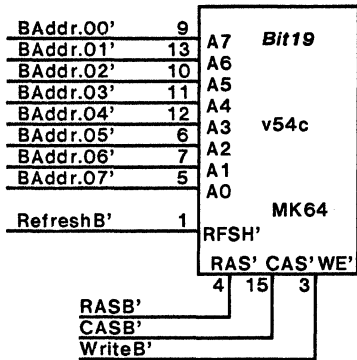 BAddr.00' 9 A7 Bit19
BAddr.01' 13 A6
BAddr.02' 10 A5
BAddr.03' 11 A4
BAddr.04' 12 A3 v54c
BAddr.05' 6 A2
BAddr.06' 7 A1
BAddr.07' 5 A0
MK64
RefreshB' 1 RFSH'
RAS' CAS' WE'
4 15 3
RASB'
CASB'
WriteB'